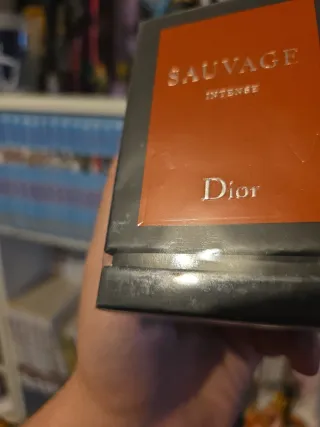 SAUVAGE
INTENSE
Dior